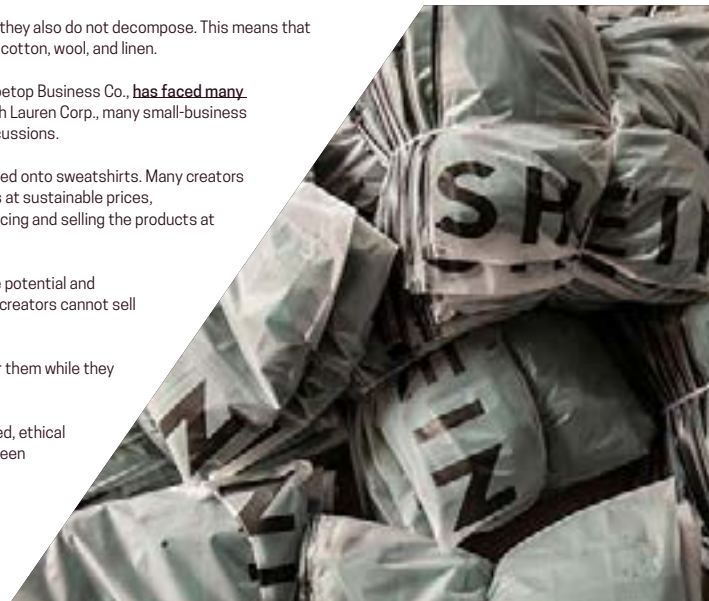 they also do not decompose. This means that
cotton, wool, and linen.
etop Business Co., has faced many
h Lauren Corp., many small-business
cussions.
ed onto sweatshirts. Many creators
s at sustainable prices,
cing and selling the products at
e potential and
creators cannot sell
r them while they
ed, ethical
een
SHEIN